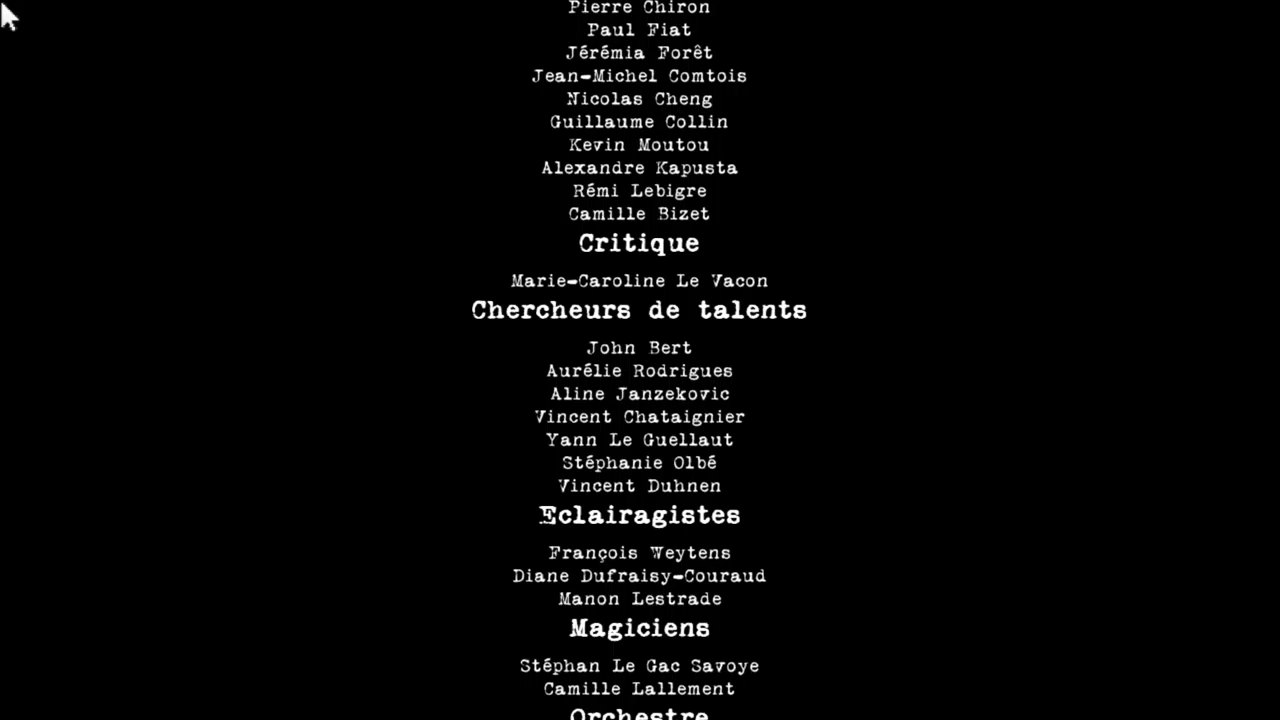 Pierre Chiron
Paul Fiat
Jérémia Forêt
Jean-Michel Comtois
Nicolas Cheng
Guillaume Collin
Kevin Moutou
Alexandre Kapusta
Rémi Lebigre
Camille Bizet
Critique
Marie-Caroline Le Vacon
Chercheurs de talents
John Bert
Aurélie Rodrigues
Aline Janzekovic
Vincent Chataignier
Yann Le Guellaut
Stéphanie Olbé
Vincent Duhnen
Eclairagistes
François Weytens
Diane Dufraisy-Couraud
Manon Lestrade
Magiciens
Stéphan Le Gac Savoye
Camille Lallement
Orchestre